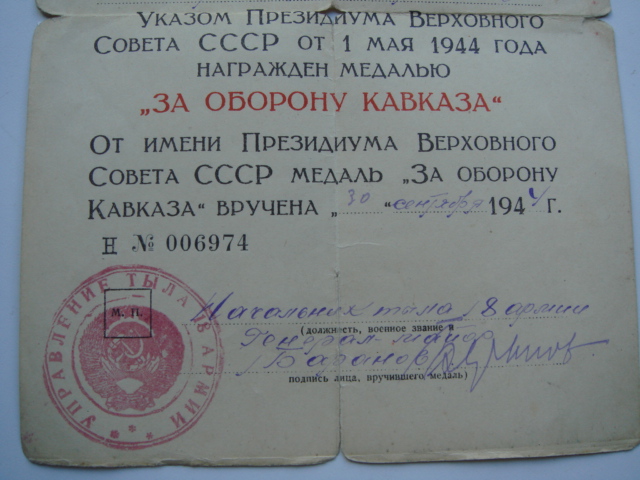 Указом Президиума Верховного
Совета СССР от 1 мая 1944 года
награжден медалью
„ЗА ОБОРОНУ КАВКАЗА“
От имени Президиума Верховного
Совета СССР медаль „За оборону
Кавказа“ вручена „30“ сентября 1944 г.
Н № 006974
УПРАВЛЕНИЕ ТЫЛА 18 АРМИИ
М. П.
Начальник тыла 18 армии
(должность, военное звание и
Генерал-майор
Баранов
подпись лица, вручившего медаль)